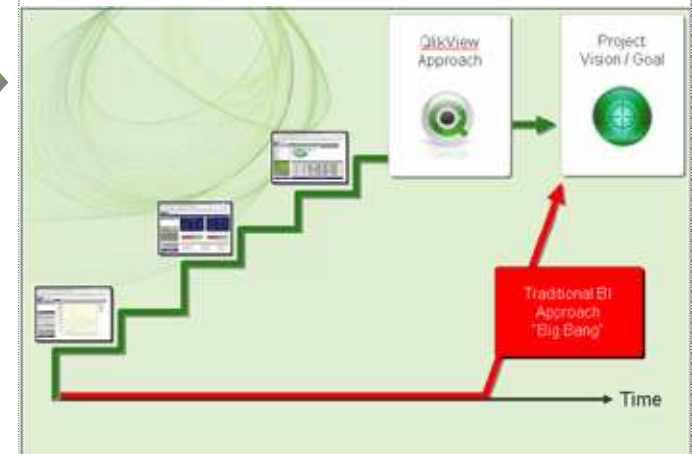 QlikView
Approach
Project
Vision / Goal
Traditional BI
Approach
"Big Bang"
Time